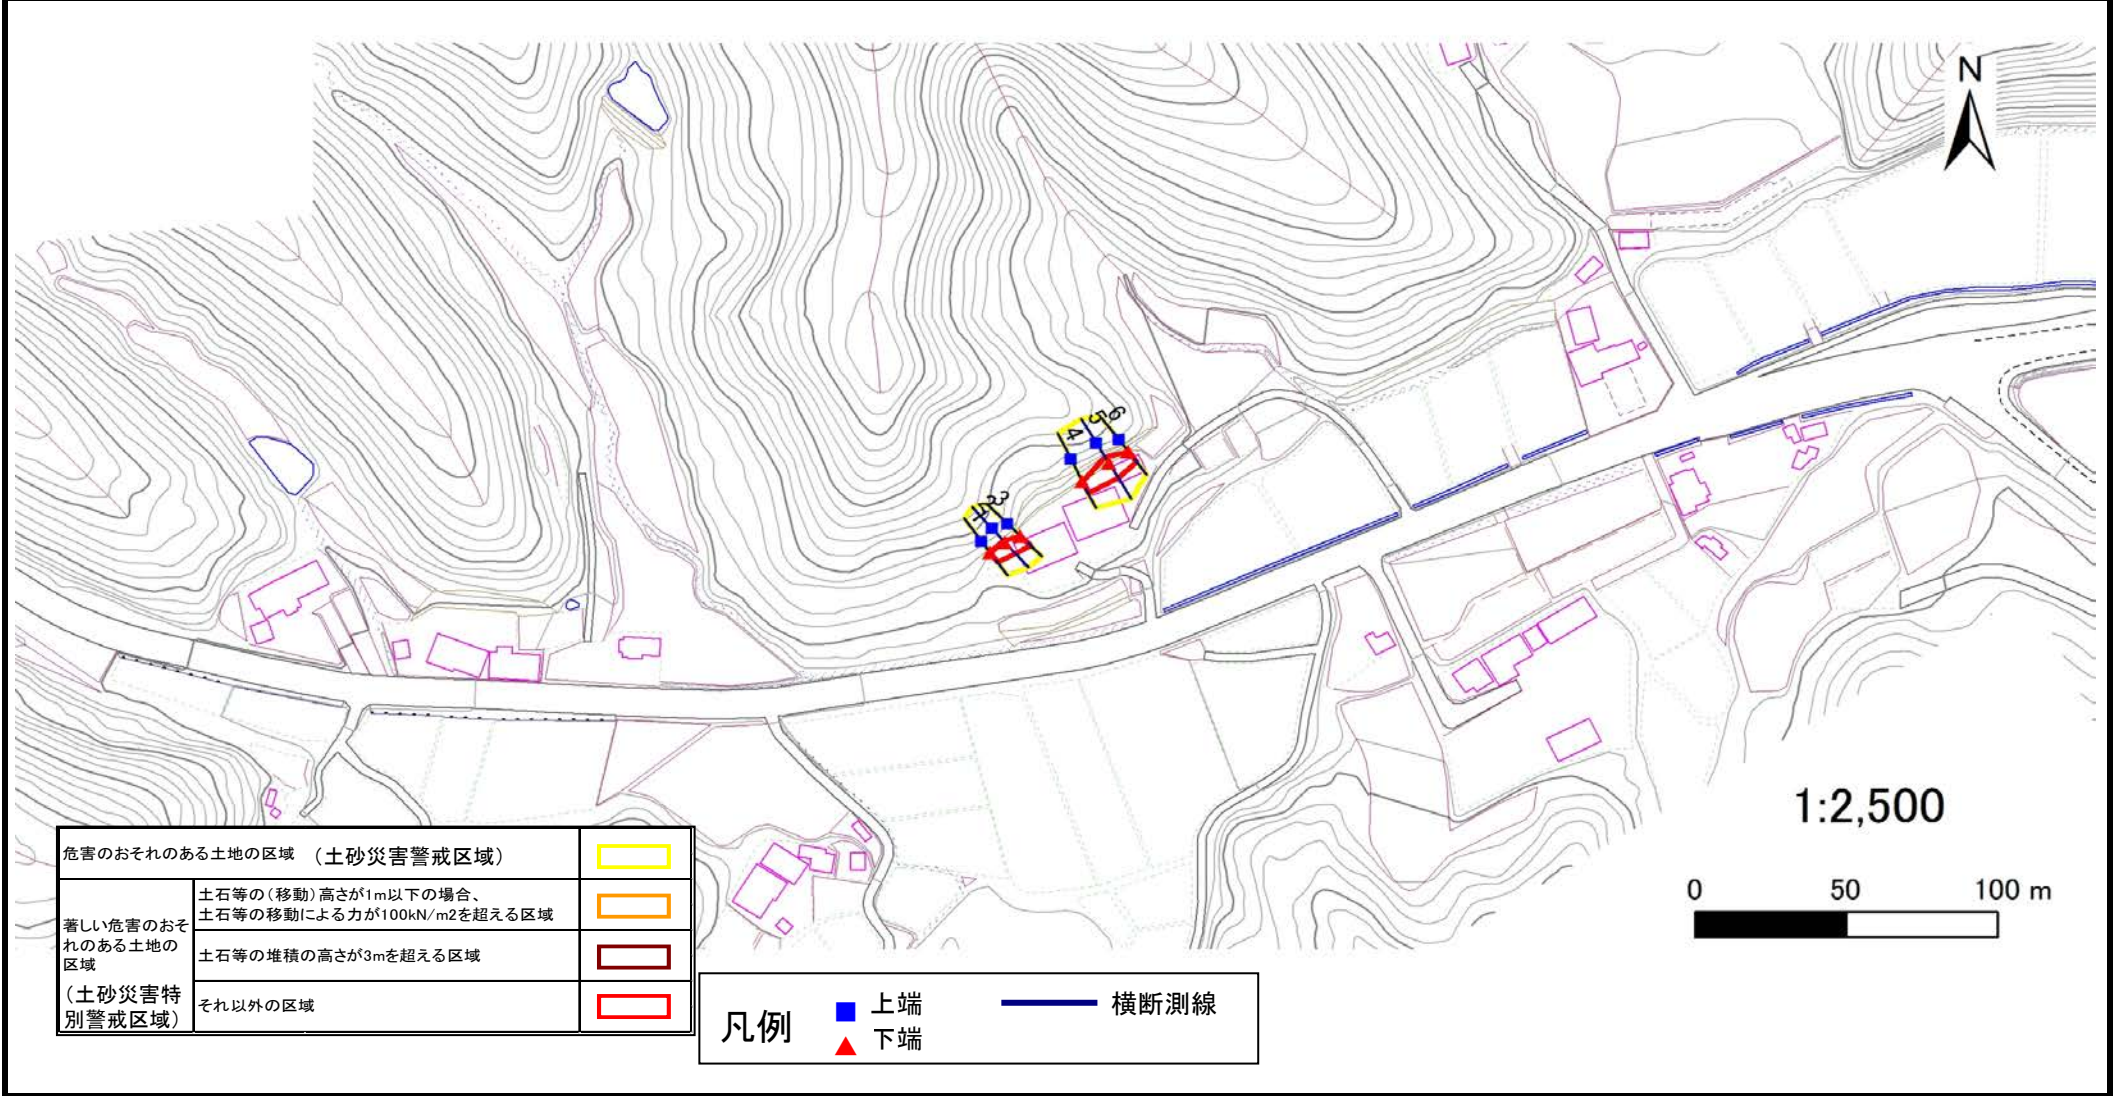 N
6
5
4
3
2
1
1:2,500
0 50 100 m
危害のおそれのある土地の区域 (土砂災害警戒区域)
著しい危害のおそ
れのある土地の
区域
(土砂災害特
別警戒区域)
土石等の(移動)高さが1m以下の場合、
土石等の移動による力が100kN/m2を超える区域
土石等の堆積の高さが3mを超える区域
それ以外の区域
凡例
上端
下端
横断測線